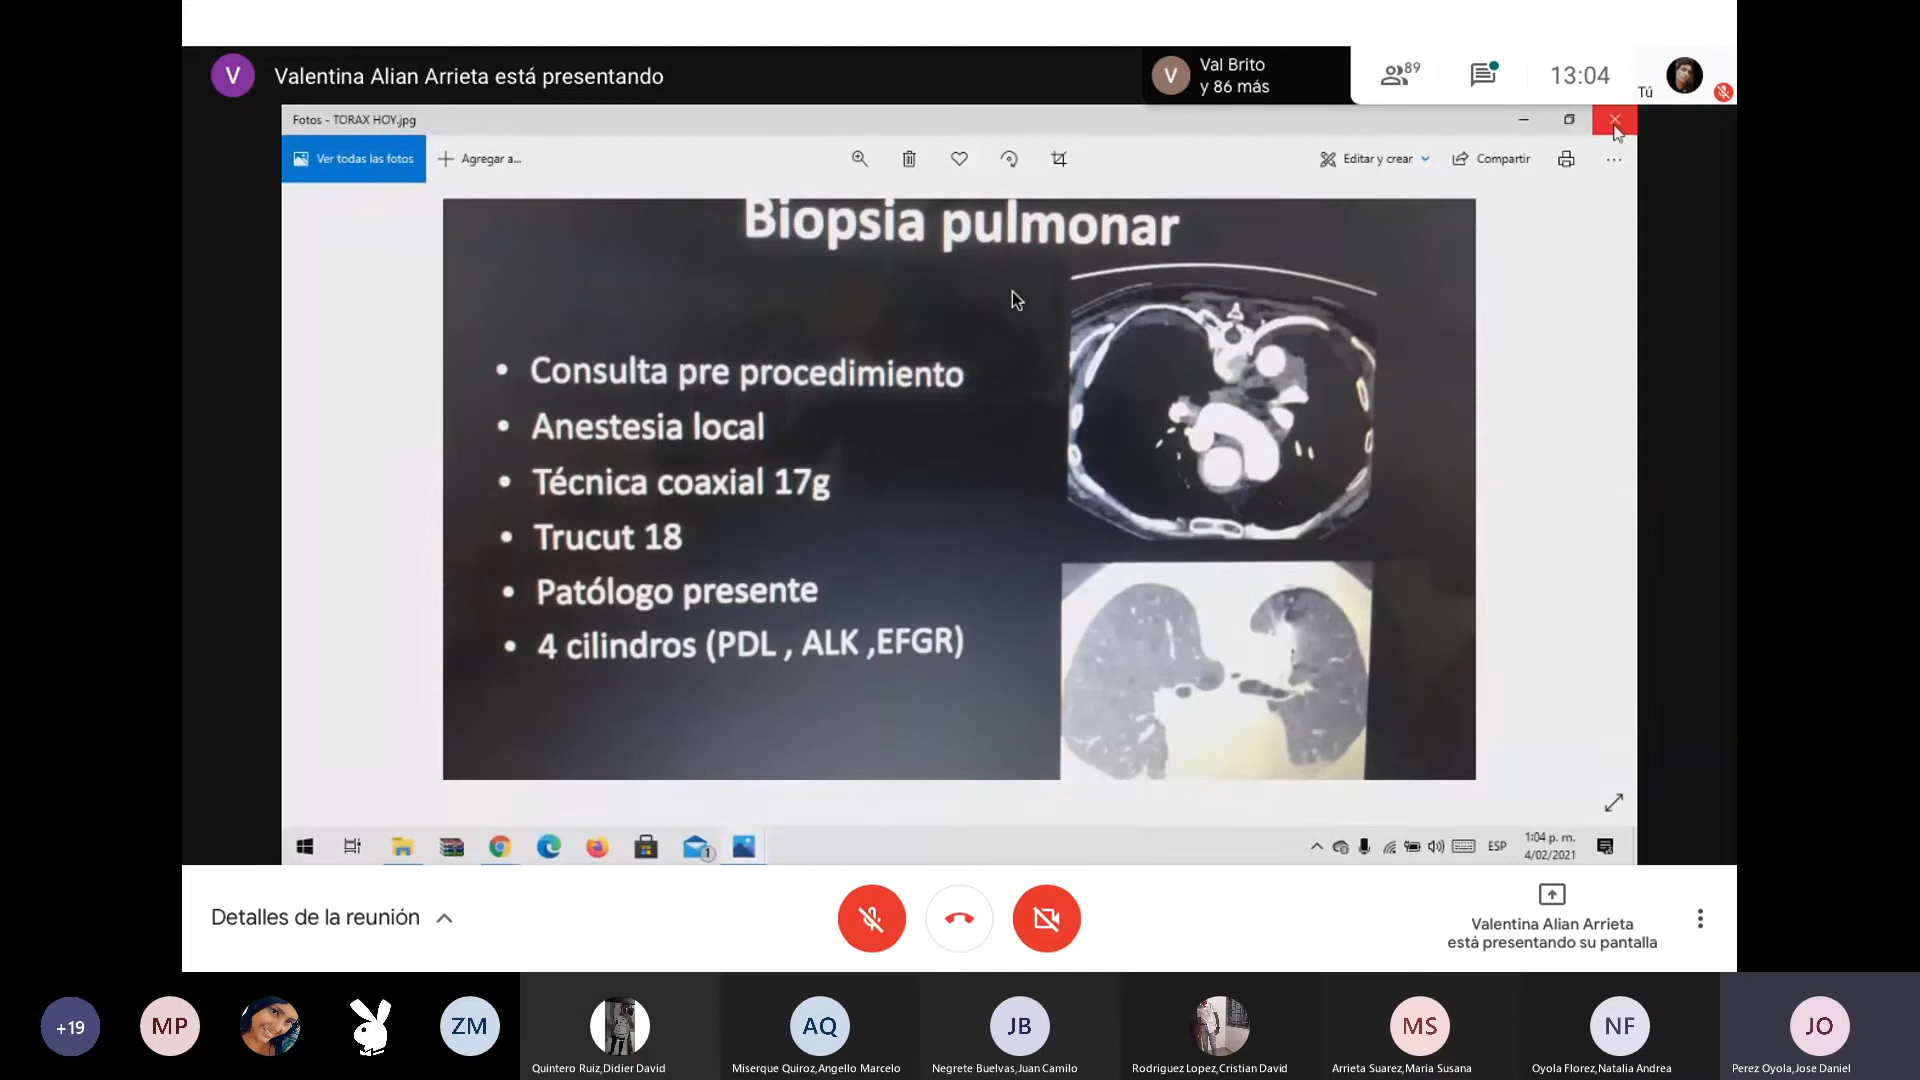 V
Valentina Alian Arrieta está presentando
V
Val Brito
y 86 más
89
13:04
Tú
Fotos - TORAX HOY.jpg
Ver todas las fotos
Agregar a...
Editar y crear
Compartir
Biopsia pulmonar
• Consulta pre procedimiento
• Anestesia local
• Técnica coaxial 17g
• Trucut 18
• Patólogo presente
• 4 cilindros (PDL , ALK ,EFGR)
1
ESP
1:04 p. m.
4/02/2021
Detalles de la reunión
Valentina Alian Arrieta
está presentando su pantalla
+19
MP
ZM
Quintero Ruiz,Didier David
AQ
Miserque Quiroz,Angello Marcelo
JB
Negrete Buelvas,Juan Camilo
Rodriguez Lopez,Cristian David
MS
Arrieta Suarez,Maria Susana
NF
Oyola Florez,Natalia Andrea
JO
Perez Oyola,Jose Daniel